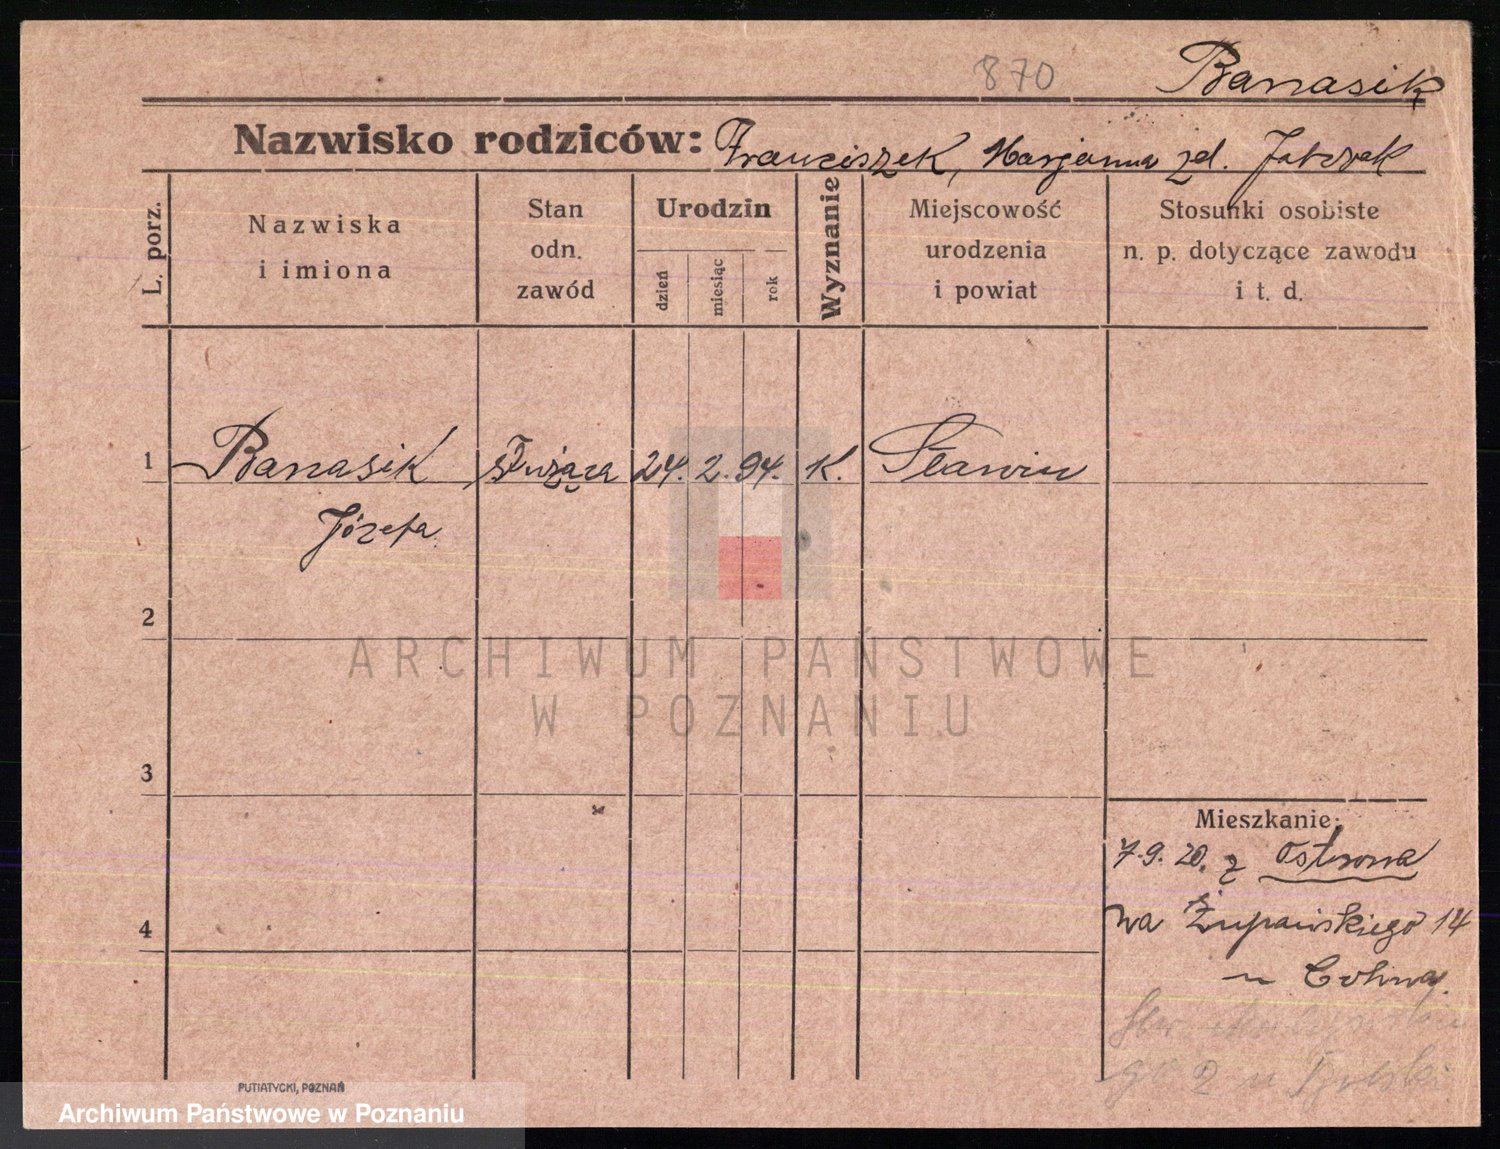 870
Banasik
Nazwisko rodziców: Franciszek, Marjanna zd.
L. porz.
Nazwiska
i imiona
Stan
odn.
zawód
Urodzin
dzień
miesiąc
rok
Wyznanie
Miejscowość
urodzenia
i powiat
Stosunki osobiste
n. p. dotyczące zawodu
i t. d.
1 Banasik służąca 24. 2. 94. K. Sławin
Józefa
2
ARCHIWUM PAŃSTWOWE
W POZNANIU
3
Mieszkanie:
7.9.20. z Ostrowa
na Żupańskiego 14
4
u
PUTIATYCKI, POZNAŃ
Archiwum Państwowe w Poznaniu